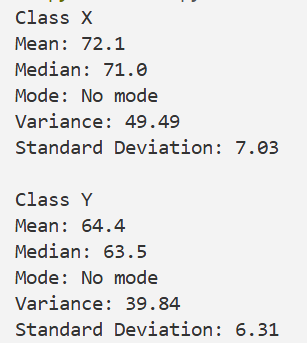 Class X
Mean: 72.1
Median: 71.0
Mode: No mode
Variance: 49.49
Standard Deviation: 7.03
Class Y
Mean: 64.4
Median: 63.5
Mode: No mode
Variance: 39.84
Standard Deviation: 6.31